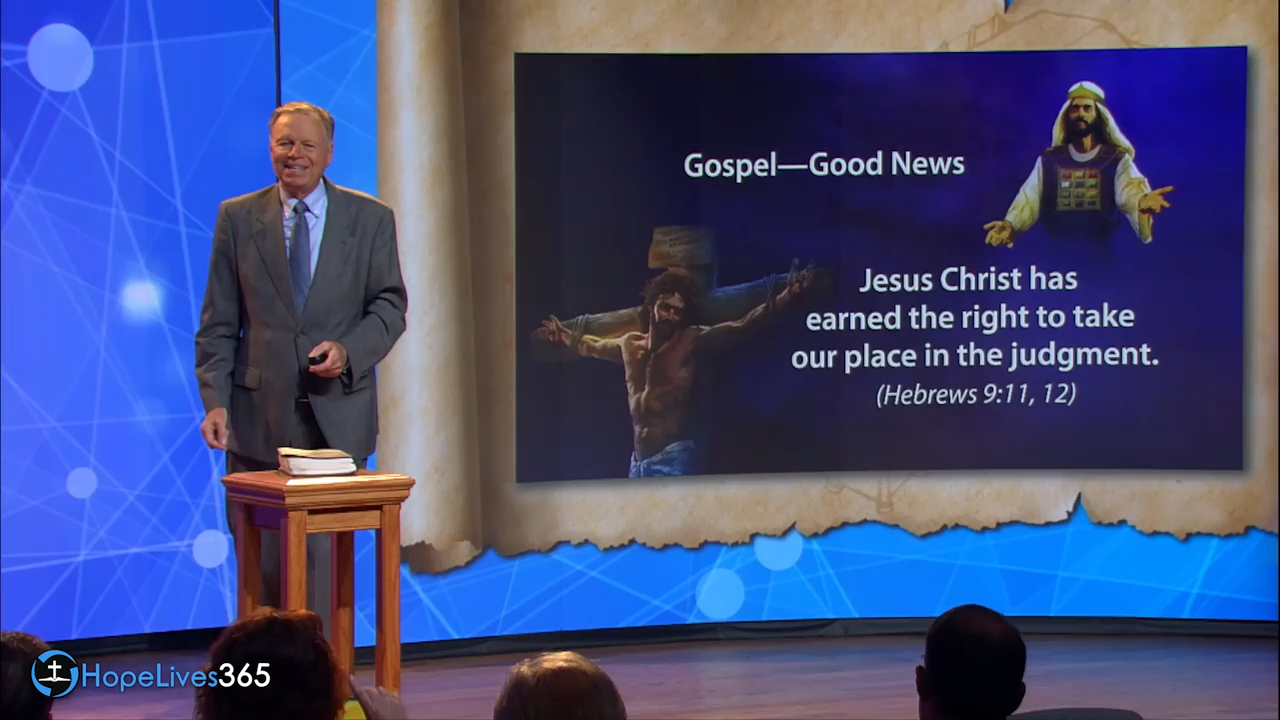 Gospel—Good News
Jesus Christ has
earned the right to take
our place in the judgment.
(Hebrews 9:11, 12)
HopeLives365